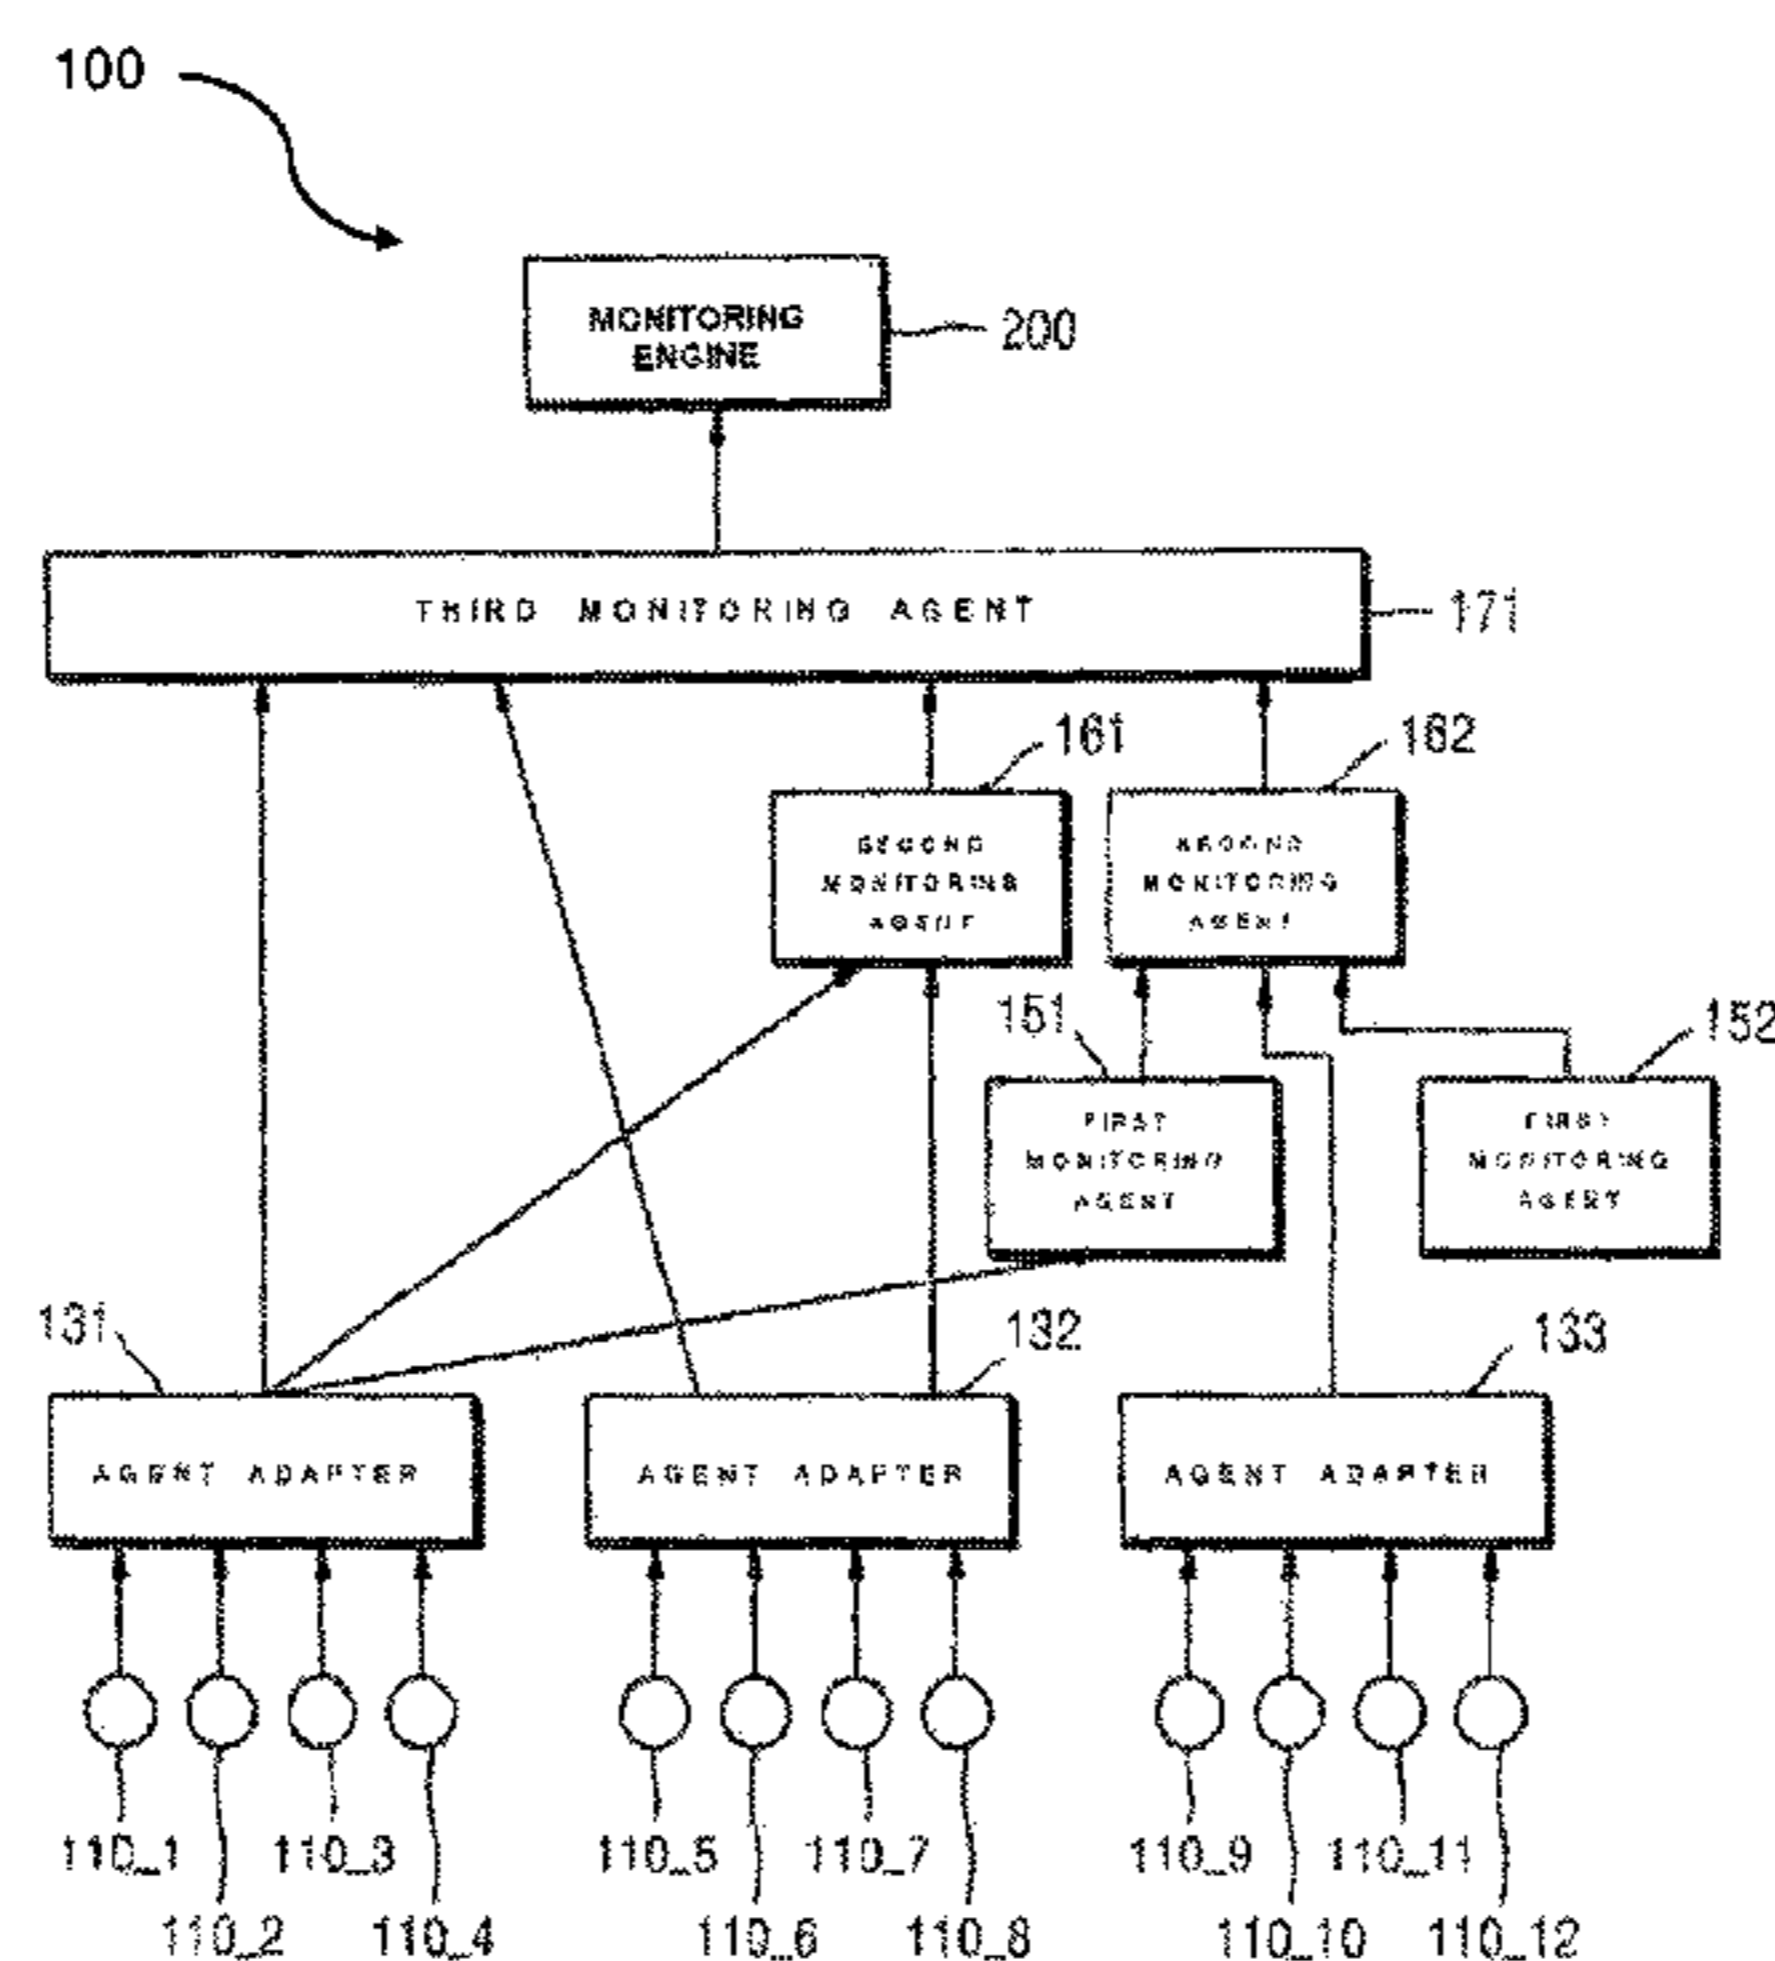 100
MONITORING
ENGINE
200
THIRD MONITORING AGENT
171
161
162
SECOND
MONITORING
AGENT
SECOND
MONITORING
AGENT
151
152
FIRST
MONITORING
AGENT
FIRST
MONITORING
AGENT
131
132
133
AGENT ADAPTER
AGENT ADAPTER
AGENT ADAPTER
110_1
110_3
110_5
110_7
110_9
110_11
110_2
110_4
110_6
110_8
110_10
110_12